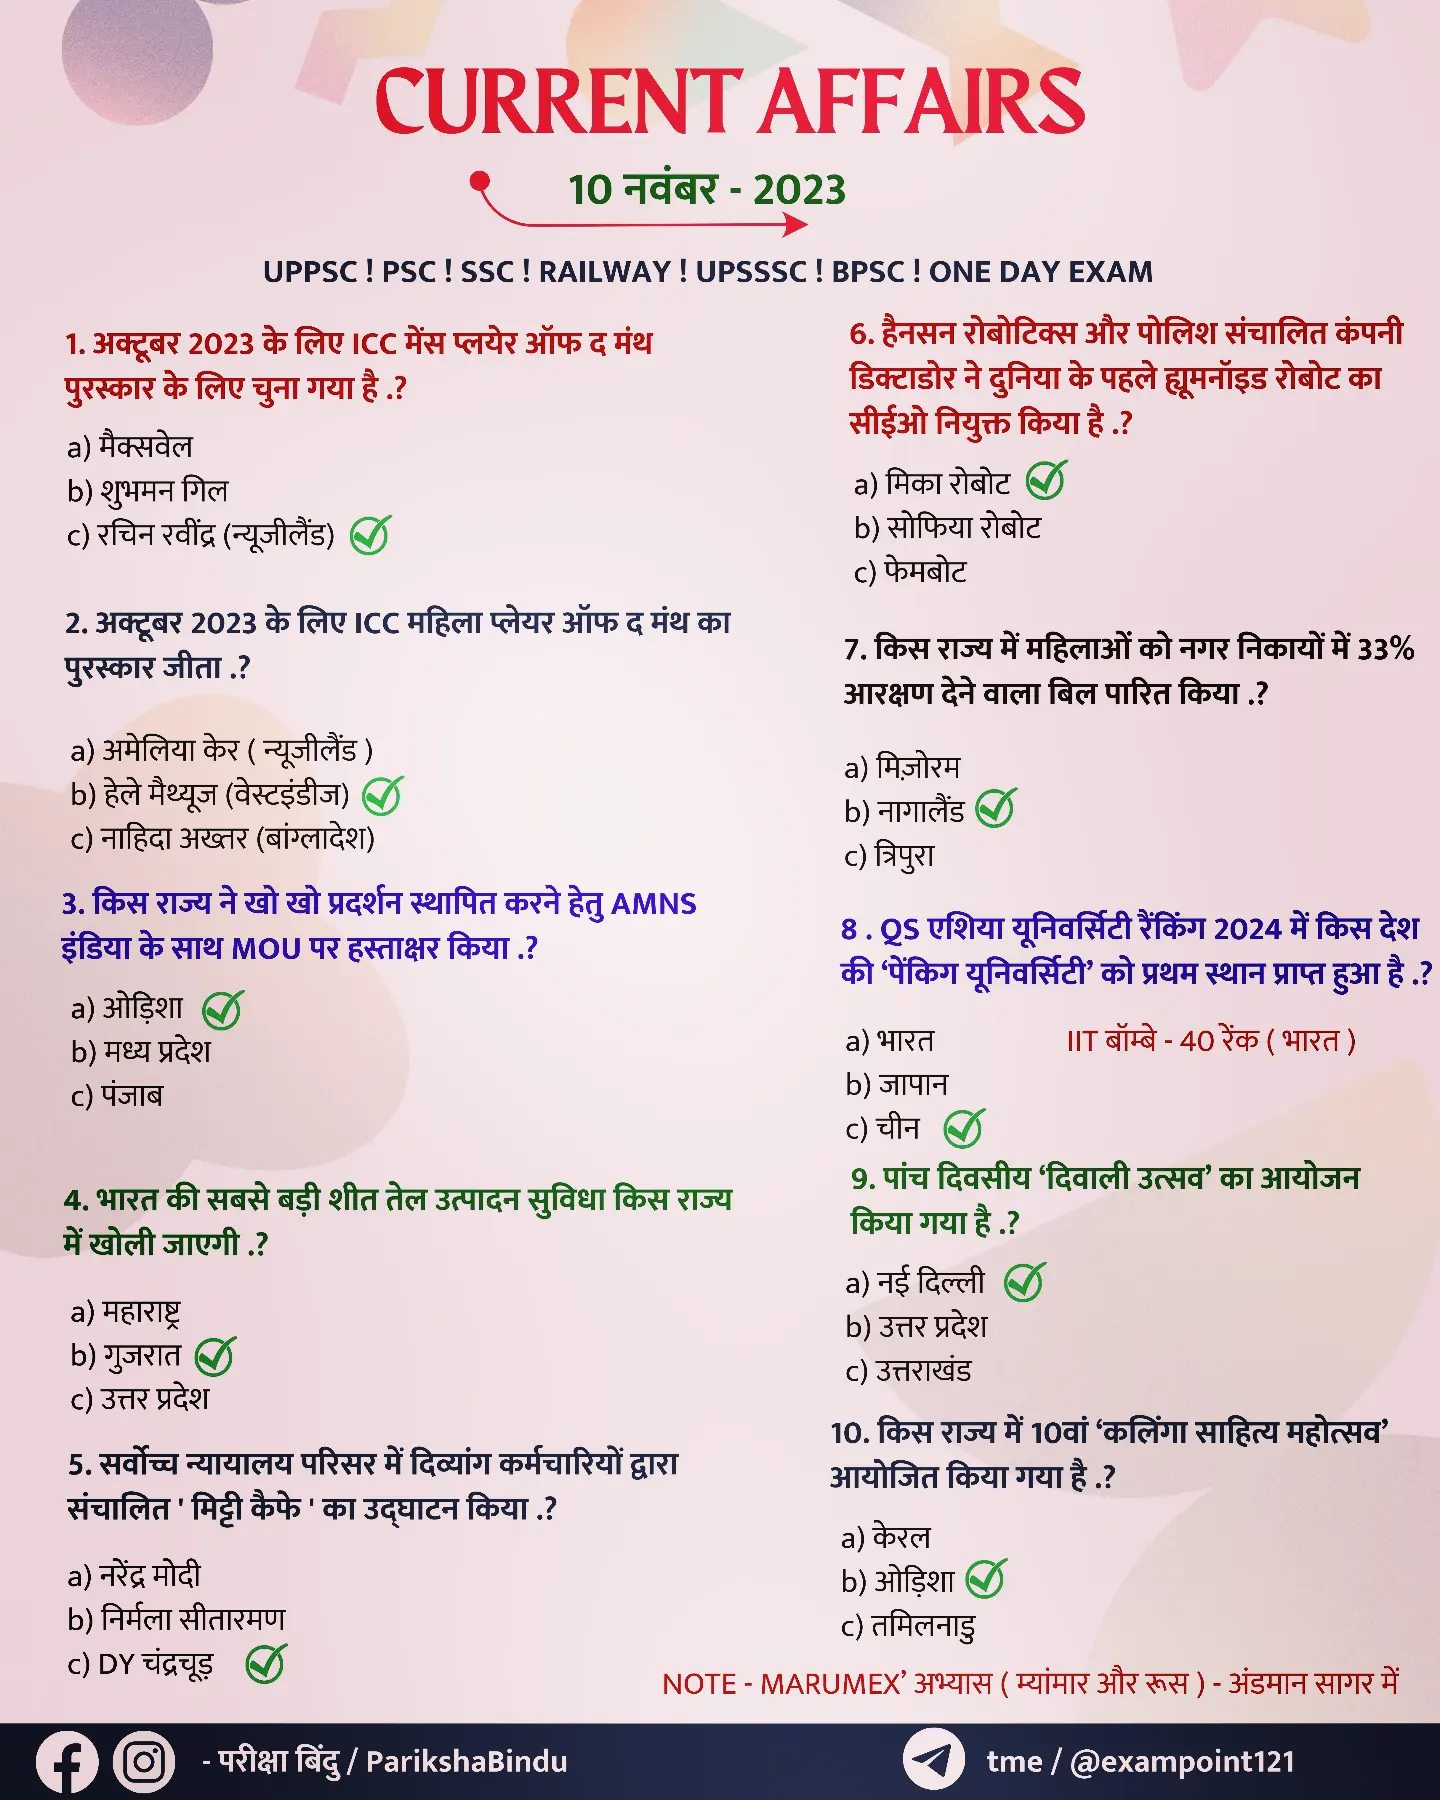 CURRENT AFFAIRS
10 नवंबर - 2023
UPPSC ! PSC ! SSC ! RAILWAY ! UPSSSC ! BPSC ! ONE DAY EXAM
1. अक्टूबर 2023 के लिए ICC मेंस प्लयेर ऑफ द मंथ
पुरस्कार के लिए चुना गया है .?
a) मैक्सवेल
b) शुभमन गिल
c) रचिन रवींद्र (न्यूजीलैंड)
2. अक्टूबर 2023 के लिए ICC महिला प्लेयर ऑफ द मंथ का
पुरस्कार जीता .?
a) अमेलिया केर ( न्यूजीलैंड )
b) हेले मैथ्यूज (वेस्टइंडीज)
c) नाहिदा अख्तर (बांग्लादेश)
3. किस राज्य ने खो खो प्रदर्शन स्थापित करने हेतु AMNS
इंडिया के साथ MOU पर हस्ताक्षर किया .?
a) ओड़िशा
b) मध्य प्रदेश
c) पंजाब
4. भारत की सबसे बड़ी शीत तेल उत्पादन सुविधा किस राज्य
में खोली जाएगी .?
a) महाराष्ट्र
b) गुजरात
c) उत्तर प्रदेश
5. सर्वोच्च न्यायालय परिसर में दिव्यांग कर्मचारियों द्वारा
संचालित ' मिट्टी कैफे ' का उद्घाटन किया .?
a) नरेंद्र मोदी
b) निर्मला सीतारमण
c) DY चंद्रचूड़
6. हैनसन रोबोटिक्स और पोलिश संचालित कंपनी
डिक्टाडोर ने दुनिया के पहले ह्यूमनॉइड रोबोट का
सीईओ नियुक्त किया है .?
a) मिका रोबोट
b) सोफिया रोबोट
c) फेमबोट
7. किस राज्य में महिलाओं को नगर निकायों में 33%
आरक्षण देने वाला बिल पारित किया .?
a) मिज़ोरम
b) नागालैंड
c) त्रिपुरा
8 . QS एशिया यूनिवर्सिटी रैंकिंग 2024 में किस देश
की ‘पेंकिग यूनिवर्सिटी’ को प्रथम स्थान प्राप्त हुआ है .?
a) भारत IIT बॉम्बे - 40 रेंक ( भारत )
b) जापान
c) चीन
9. पांच दिवसीय ‘दिवाली उत्सव’ का आयोजन
किया गया है .?
a) नई दिल्ली
b) उत्तर प्रदेश
c) उत्तराखंड
10. किस राज्य में 10वां ‘कलिंगा साहित्य महोत्सव’
आयोजित किया गया है .?
a) केरल
b) ओड़िशा
c) तमिलनाडु
NOTE - MARUMEX’ अभ्यास ( म्यांमार और रूस ) - अंडमान सागर में
- परीक्षा बिंदु / ParikshaBindu
tme / @exampoint121